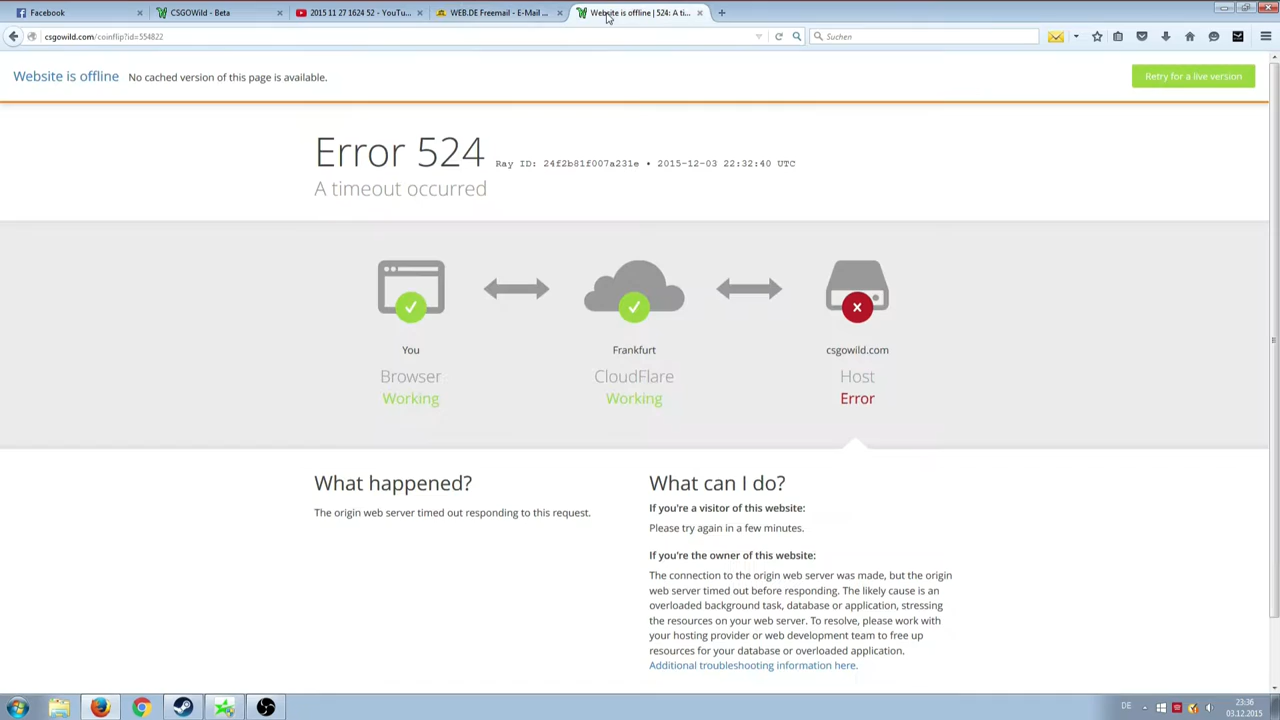 Facebook
CSGOWild - Beta
2015 11 27 1624 52 - YouTu...
WEB.DE Freemail - E-Mail ...
Website is offline | 524: A ti...
csgowild.com/coinflip?id=554822
Suchen
Website is offline No cached version of this page is available.
Retry for a live version
Error 524 Ray ID: 24f2b81f007a231e • 2015-12-03 22:32:40 UTC
A timeout occurred
You
Frankfurt
csgowild.com
Browser
CloudFlare
Host
Working
Working
Error
What happened?
The origin web server timed out responding to this request.
What can I do?
If you're a visitor of this website:
Please try again in a few minutes.
If you're the owner of this website:
The connection to the origin web server was made, but the origin
web server timed out before responding. The likely cause is an
overloaded background task, database or application, stressing
the resources on your web server. To resolve, please work with
your hosting provider or web development team to free up
resources for your database or overloaded application.
Additional troubleshooting information here.
DE
23:36
03.12.2015